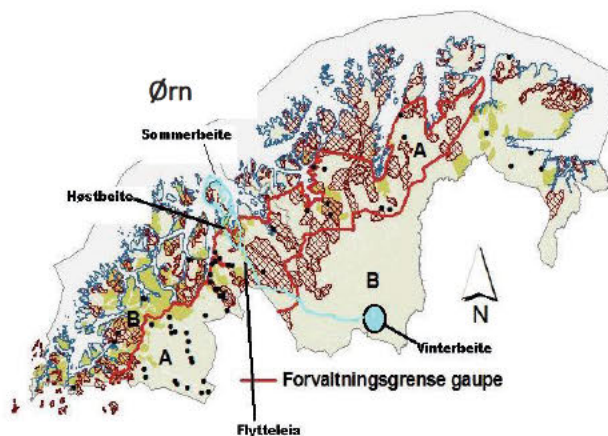 Ørn
Sommerbeite
Høstbeite
A
B
N
B
A
Vinterbeite
Forvaltningsgrense gaupe
Flytteleia